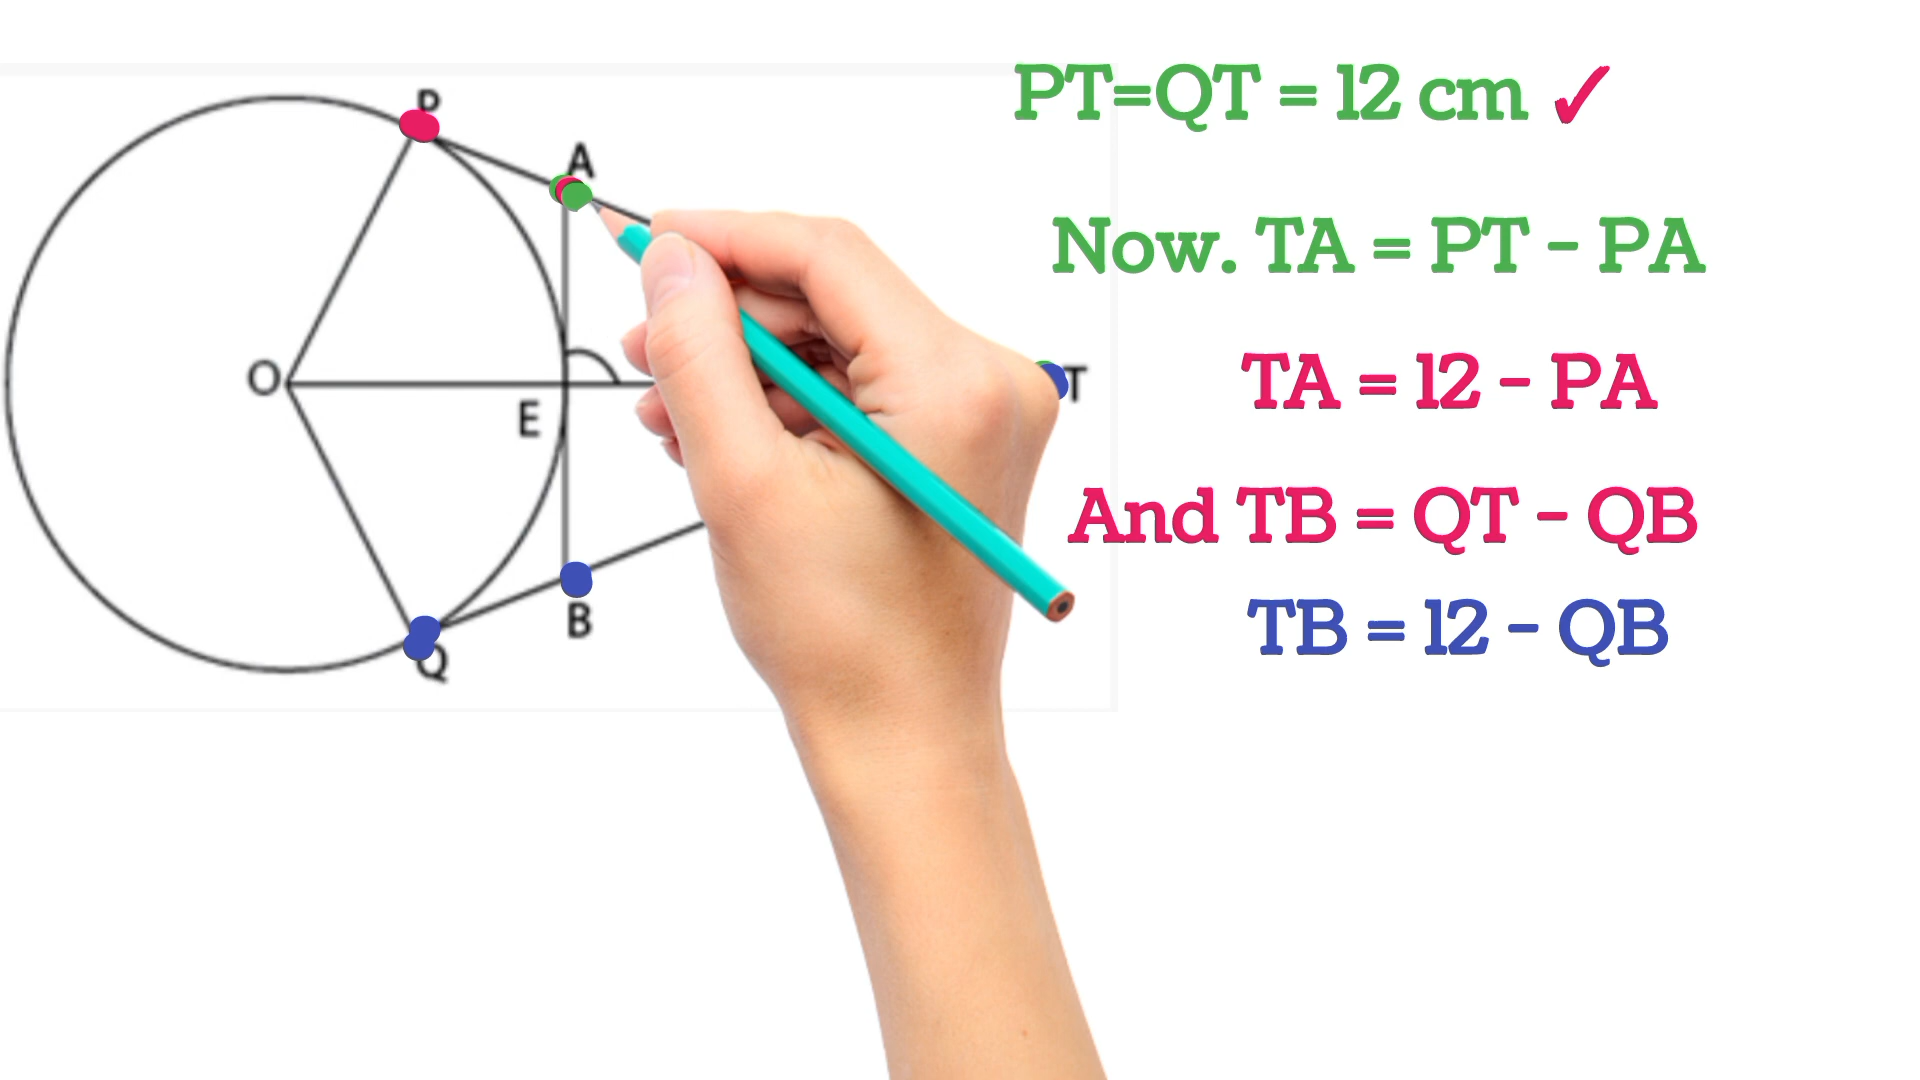 P
A
O
E
T
B
Q
PT=QT = 12 cm ✓
Now. TA = PT - PA
TA = 12 - PA
And TB = QT - QB
TB = 12 - QB